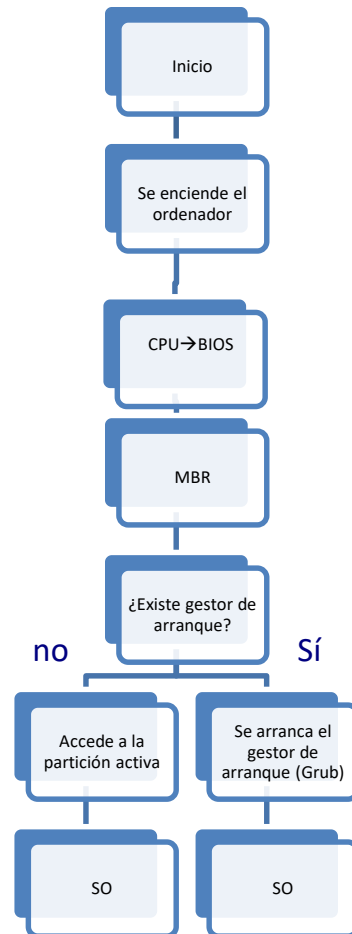 Inicio
Se enciende el
ordenador
CPU→BIOS
MBR
¿Existe gestor de
arranque?
no
Sí
Accede a la
partición activa
Se arranca el
gestor de
arranque (Grub)
SO
SO